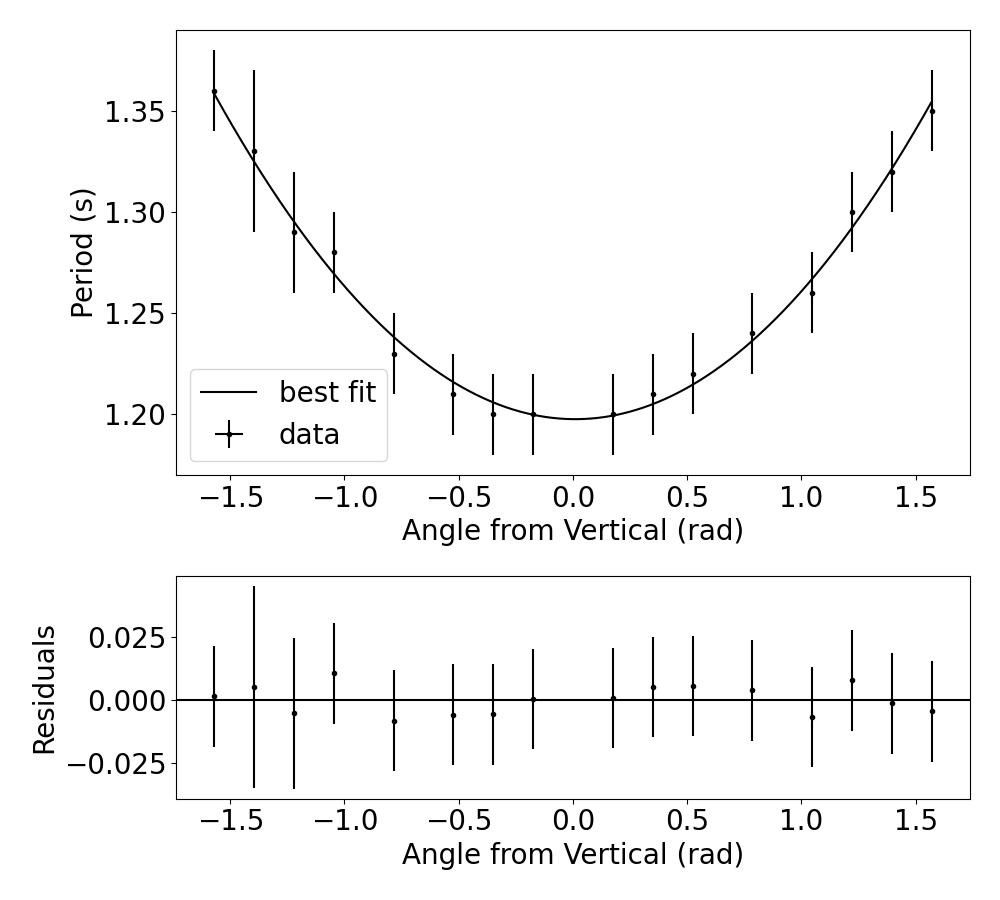 Period (s)
1.35
1.30
1.25
1.20
best fit
data
−1.5 −1.0 −0.5 0.0 0.5 1.0 1.5
Angle from Vertical (rad)
Residuals
0.025
0.000
−0.025
−1.5 −1.0 −0.5 0.0 0.5 1.0 1.5
Angle from Vertical (rad)